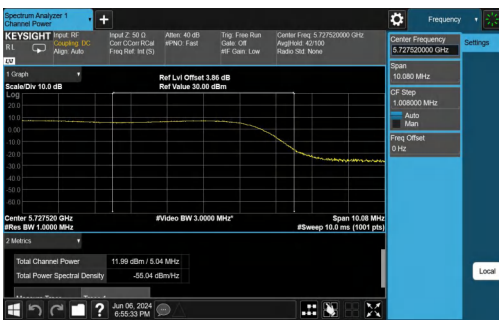 Spectrum Analyzer 1
Channel Power
+
Frequency
KEYSIGHT
Input: RF
Coupling: DC
Align: Auto
Input Z: 50 Ω
Corr CCorr RCal
Freq Ref: Int (S)
Atten: 40 dB
#PNO: Fast
Trig: Free Run
Gate: Off
#IF Gain: Low
Center Freq: 5.727520000 GHz
Avg|Hold: 42/100
Radio Std: None
RL
LXI
Center Frequency
5.727520000 GHz
Settings
Span
10.080 MHz
CF Step
1.008000 MHz
Auto
Man
Freq Offset
0 Hz
1 Graph
Scale/Div 10.0 dB
Ref Lvl Offset 3.86 dB
Ref Value 30.00 dBm
Log
20.0
10.0
0.00
-10.0
-20.0
-30.0
-40.0
-50.0
-60.0
Center 5.727520 GHz
#Res BW 1.0000 MHz
#Video BW 3.0000 MHz*
Span 10.08 MHz
#Sweep 10.0 ms (1001 pts)
2 Metrics
Total Channel Power 11.99 dBm / 5.04 MHz
Total Power Spectral Density -55.04 dBm/Hz
Local
?
Jun 06, 2024
6:55:33 PM